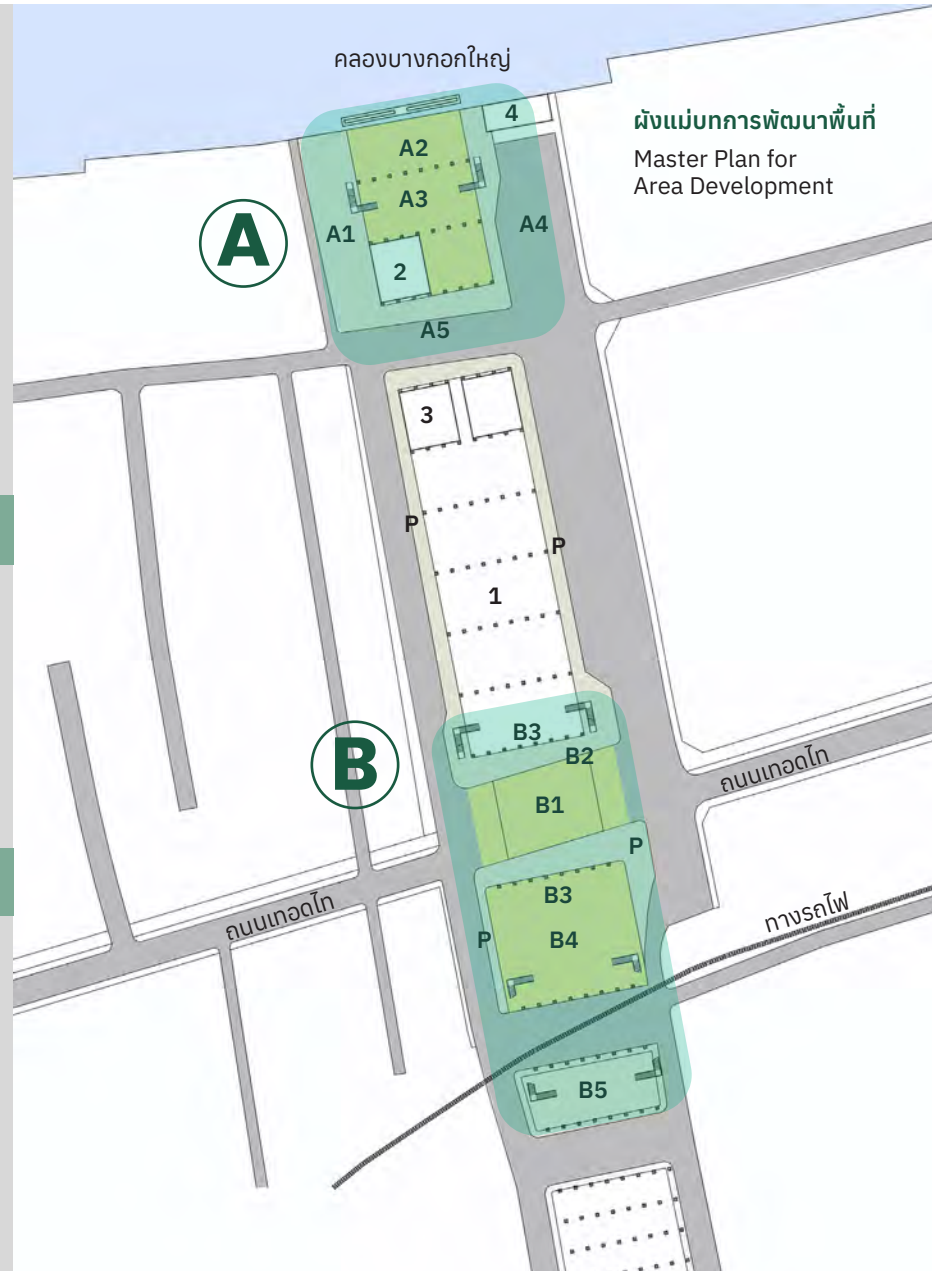 คลองบางกอกใหญ่
ผังแม่บทการพัฒนาพื้นที่
Master Plan for
Area Development
4
A2
A3
A
A1
A4
2
A5
3
P
P
1
B3
B
B2
ถนนเทอดไท
B1
P
B3
ทางรถไฟ
ถนนเทอดไท
P
B4
B5